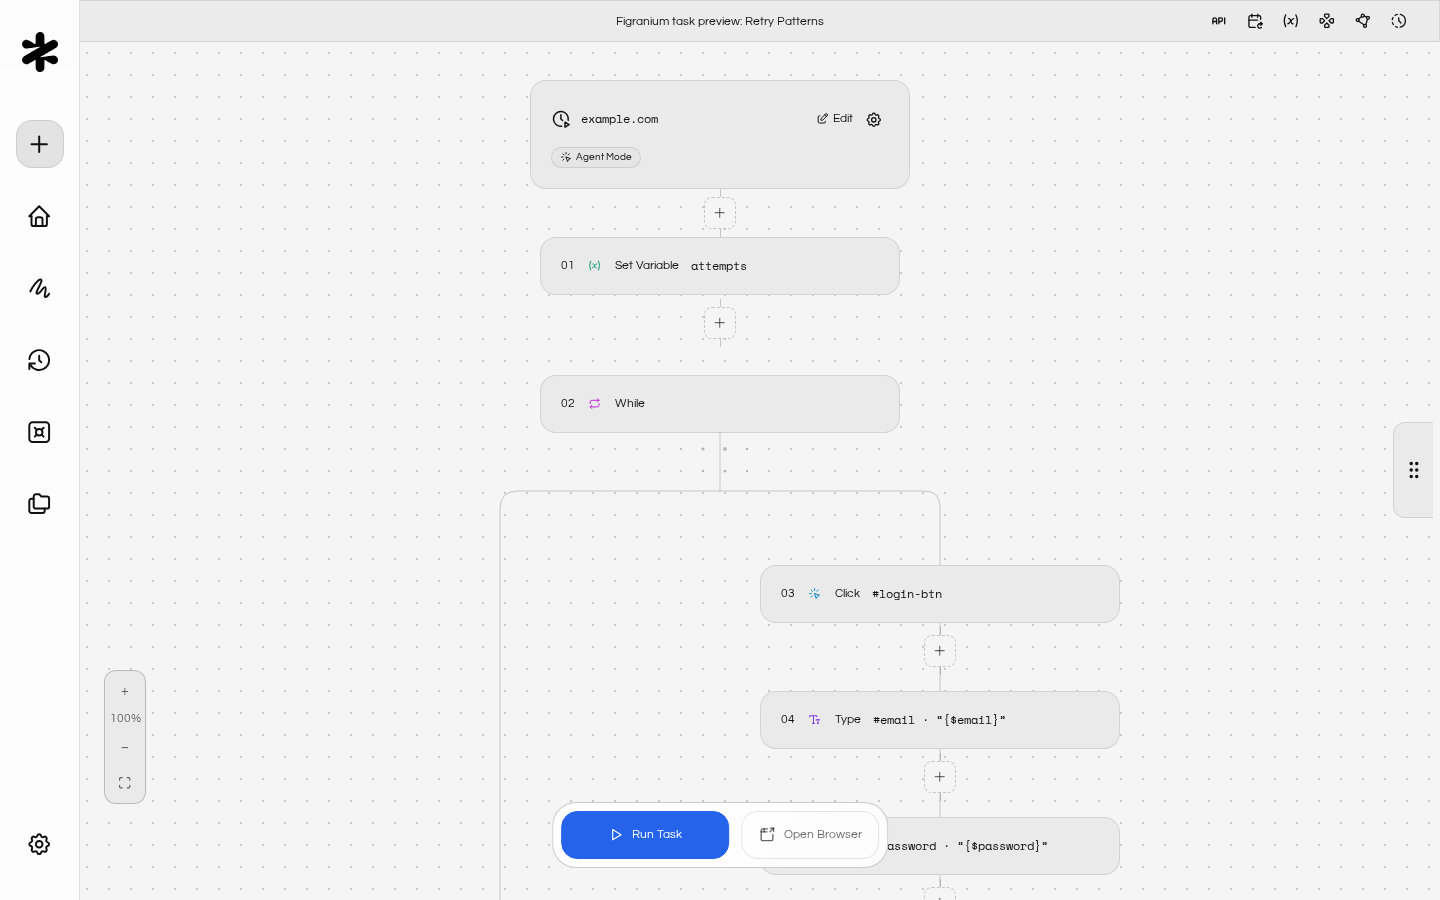 Figranium task preview: Retry Patterns
API
(x)
example.com
Edit
Agent Mode
01 (x) Set Variable attempts
02 While
03 Click #login-btn
04 Type #email · "{$email}"
100%
Run Task
Open Browser
assword · "{$password}"